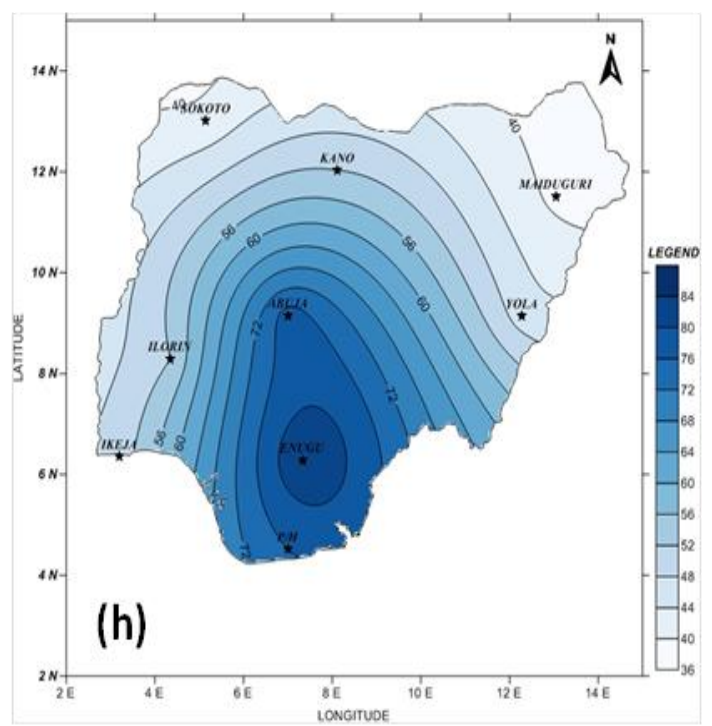 N
14 N
12 N
10 N
8 N
6 N
4 N
2 N
LATITUDE
40
SOKOTO
KANO
40
MAIDUGURI
56
60
56
60
ABUJA
YOLA
72
ILORIN
72
IKEJA
56
60
ENUGU
P/H
72
(h)
LEGEND
84
80
76
72
68
64
60
56
52
48
44
40
36
2 E 4 E 6 E 8 E 10 E 12 E 14 E
LONGITUDE